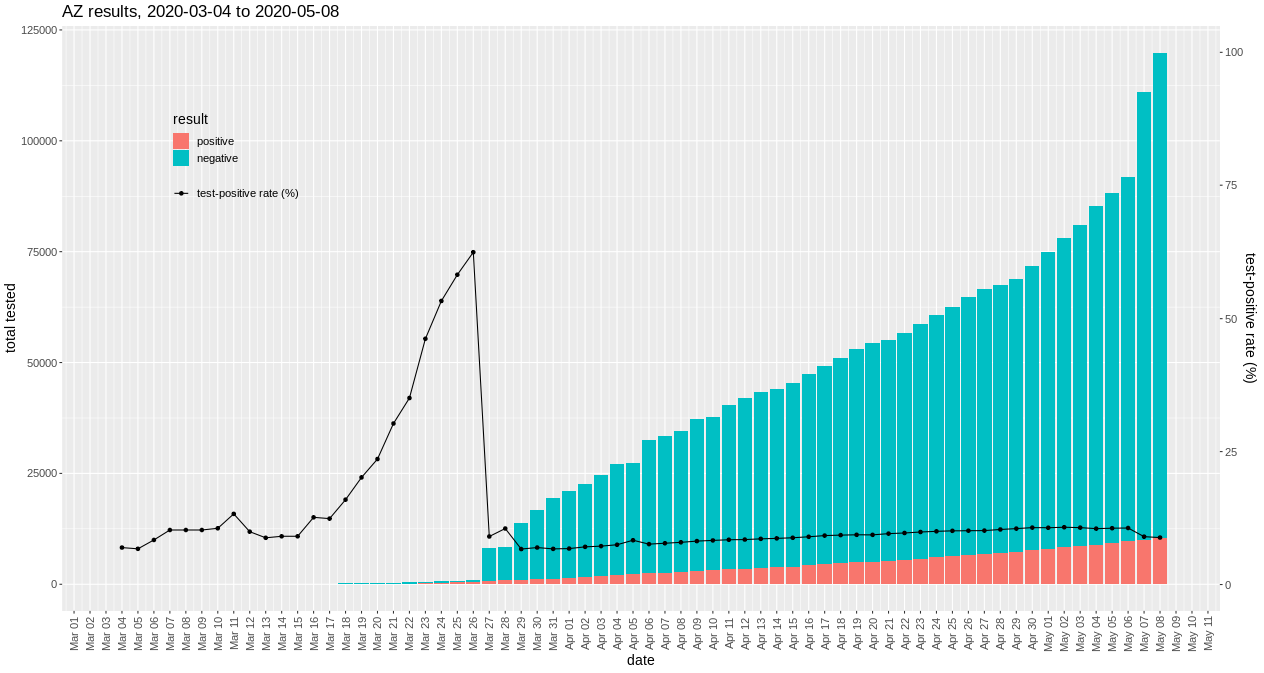 AZ results, 2020-03-04 to 2020-05-08
125000
100000
75000
50000
25000
0
total tested
result
positive
negative
test-positive rate (%)
100
75
50
25
0
test-positive rate (%)
Mar 01
Mar 02
Mar 03
Mar 04
Mar 05
Mar 06
Mar 07
Mar 08
Mar 09
Mar 10
Mar 11
Mar 12
Mar 13
Mar 14
Mar 15
Mar 16
Mar 17
Mar 18
Mar 19
Mar 20
Mar 21
Mar 22
Mar 23
Mar 24
Mar 25
Mar 26
Mar 27
Mar 28
Mar 29
Mar 30
Mar 31
Apr 01
Apr 02
Apr 03
Apr 04
Apr 05
Apr 06
Apr 07
Apr 08
Apr 09
Apr 10
Apr 11
Apr 12
Apr 13
Apr 14
Apr 15
Apr 16
Apr 17
Apr 18
Apr 19
Apr 20
Apr 21
Apr 22
Apr 23
Apr 24
Apr 25
Apr 26
Apr 27
Apr 28
Apr 29
Apr 30
May 01
May 02
May 03
May 04
May 05
May 06
May 07
May 08
May 09
May 10
May 11
date